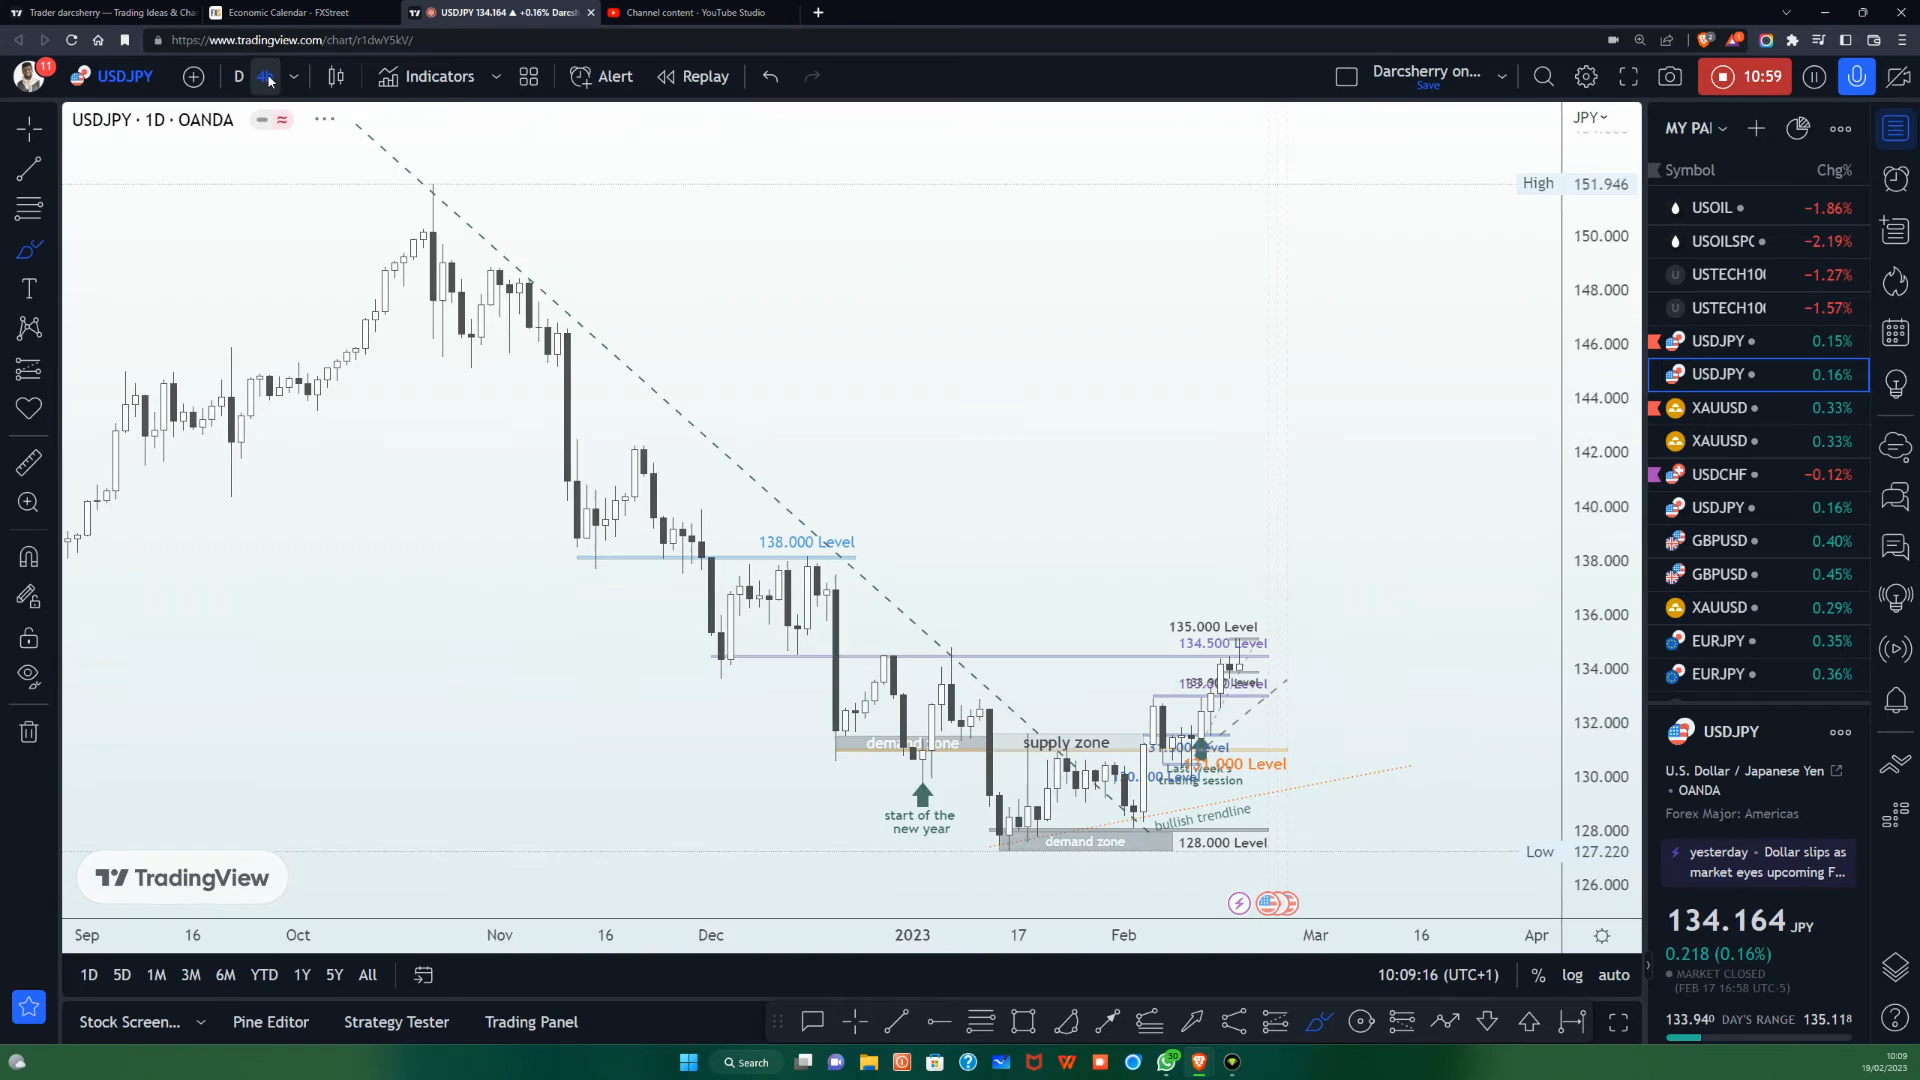 Trader darcsherry — Trading Ideas & Cha
Economic Calendar - FXStreet
USDJPY 134.164 ▲ +0.16% Darcsh
Channel content - YouTube Studio
https://www.tradingview.com/chart/r1dwY5kV/
11
USDJPY
D
4h
Indicators
Alert
Replay
Darcsherry on...
Save
10:59
USDJPY · 1D · OANDA
JPY
High 151.946
150.000
148.000
146.000
144.000
142.000
140.000
138.000
136.000
134.000
132.000
130.000
128.000
Low 127.220
126.000
138.000 Level
135.000 Level
134.500 Level
demand zone
supply zone
131.000 Level
Last week's
trading session
start of the
new year
bullish trendline
demand zone
128.000 Level
TradingView
Sep
16
Oct
Nov
16
Dec
2023
17
Feb
Mar
16
Apr
1D
5D
1M
3M
6M
YTD
1Y
5Y
All
10:09:16 (UTC+1)
%
log
auto
Stock Screen...
Pine Editor
Strategy Tester
Trading Panel
MY PAI
Symbol
Chg%
USOIL −1.86%
USOILSPC −2.19%
USTECH100 −1.27%
USTECH100 −1.57%
USDJPY 0.15%
USDJPY 0.16%
XAUUSD 0.33%
XAUUSD 0.33%
USDCHF −0.12%
USDJPY 0.16%
GBPUSD 0.40%
GBPUSD 0.45%
XAUUSD 0.29%
EURJPY 0.35%
EURJPY 0.36%
USDJPY
U.S. Dollar / Japanese Yen
• OANDA
Forex Major: Americas
yesterday • Dollar slips as
market eyes upcoming F...
134.164 JPY
0.218 (0.16%)
MARKET CLOSED
(FEB 17 16:58 UTC-5)
133.940 DAY'S RANGE 135.118
Search
30
10:09
19/02/2023